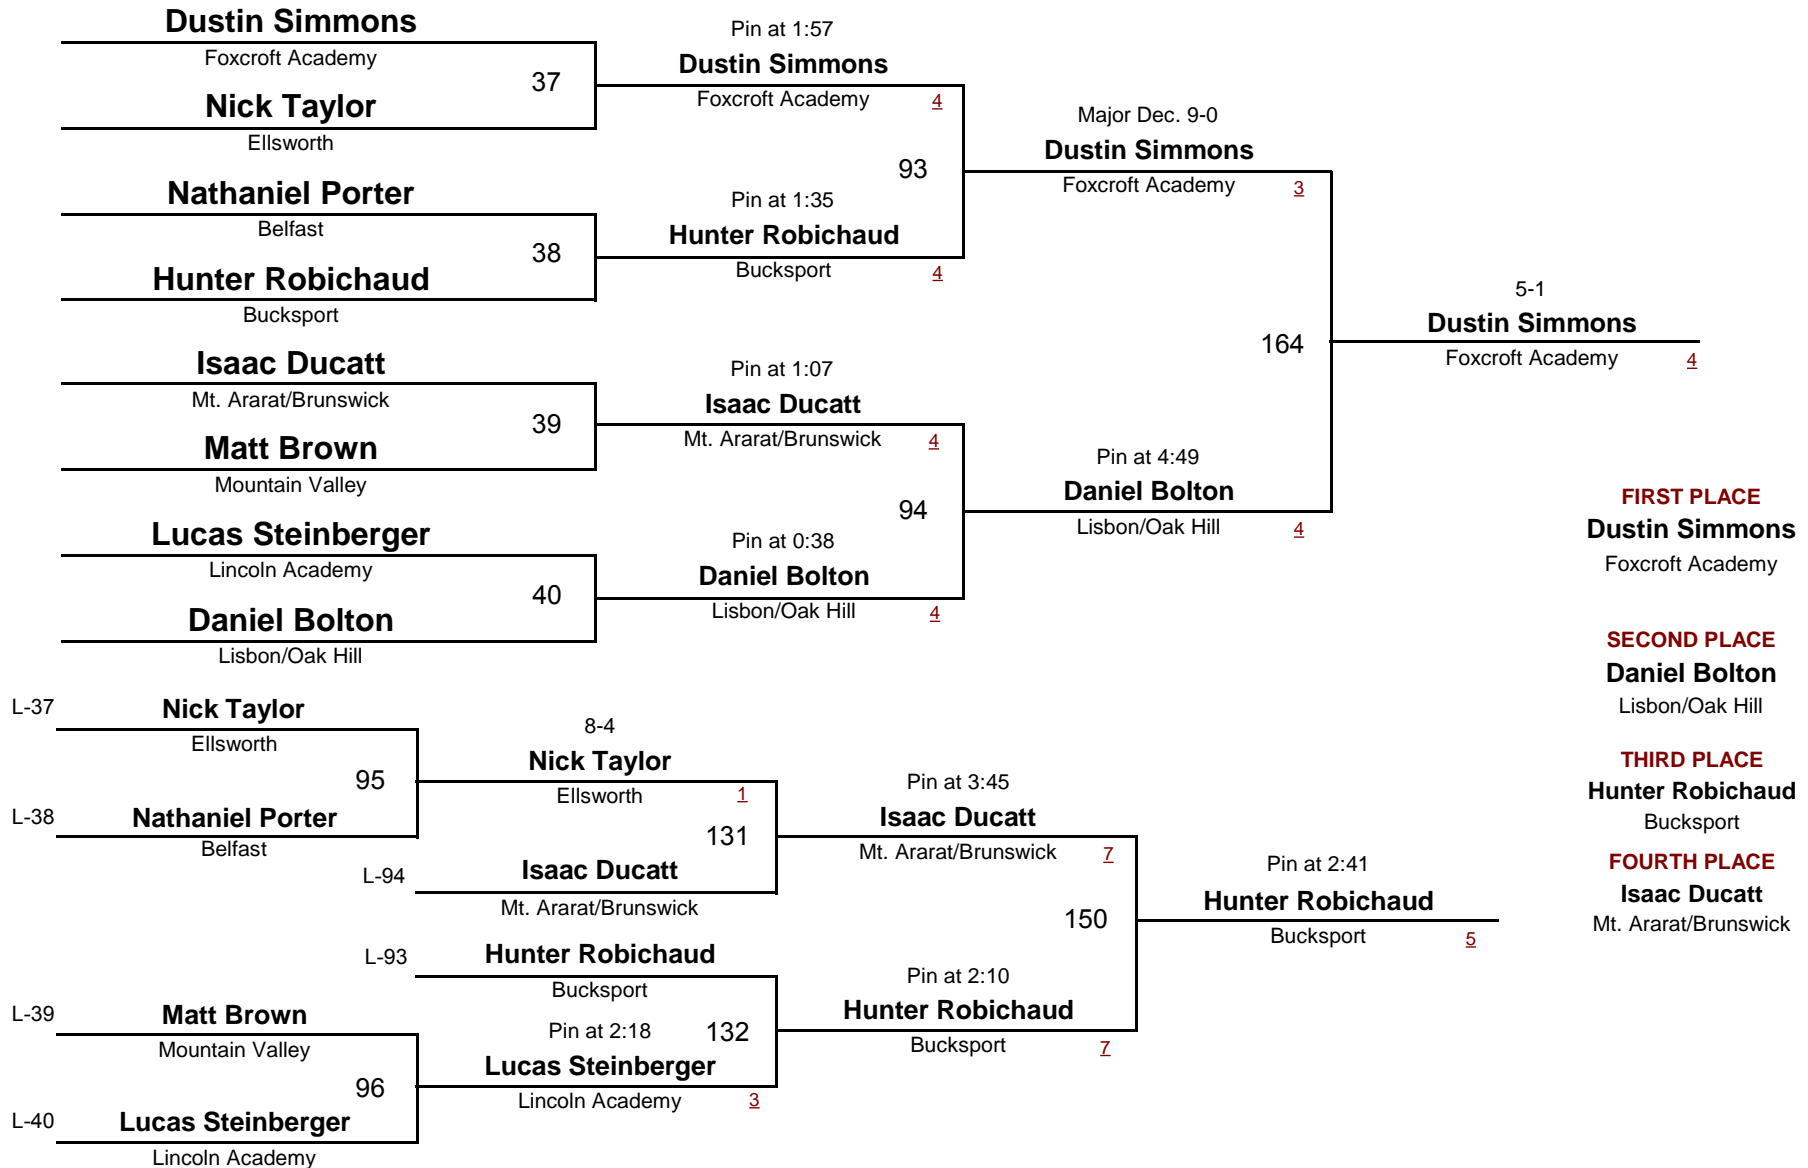 Dustin Simmons
Foxcroft Academy
37
Nick Taylor
Ellsworth
Pin at 1:57
Dustin Simmons
Foxcroft Academy 4
93
Nathaniel Porter
Belfast
38
Hunter Robichaud
Bucksport
Pin at 1:35
Hunter Robichaud
Bucksport 4
Major Dec. 9-0
Dustin Simmons
Foxcroft Academy 3
164
Isaac Ducatt
Mt. Ararat/Brunswick
39
Matt Brown
Mountain Valley
Pin at 1:07
Isaac Ducatt
Mt. Ararat/Brunswick 4
94
Lucas Steinberger
Lincoln Academy
40
Daniel Bolton
Lisbon/Oak Hill
Pin at 0:38
Daniel Bolton
Lisbon/Oak Hill 4
Pin at 4:49
Daniel Bolton
Lisbon/Oak Hill 4
5-1
Dustin Simmons
Foxcroft Academy 4
FIRST PLACE
Dustin Simmons
Foxcroft Academy
SECOND PLACE
Daniel Bolton
Lisbon/Oak Hill
THIRD PLACE
Hunter Robichaud
Bucksport
FOURTH PLACE
Isaac Ducatt
Mt. Ararat/Brunswick
L-37 Nick Taylor
Ellsworth
95
L-38 Nathaniel Porter
Belfast
8-4
Nick Taylor
Ellsworth 1
131
L-94 Isaac Ducatt
Mt. Ararat/Brunswick
Pin at 3:45
Isaac Ducatt
Mt. Ararat/Brunswick 7
150
L-93 Hunter Robichaud
Bucksport
132
Pin at 2:18
Lucas Steinberger
Lincoln Academy 3
L-39 Matt Brown
Mountain Valley
96
L-40 Lucas Steinberger
Lincoln Academy
Pin at 2:10
Hunter Robichaud
Bucksport 7
Pin at 2:41
Hunter Robichaud
Bucksport 5